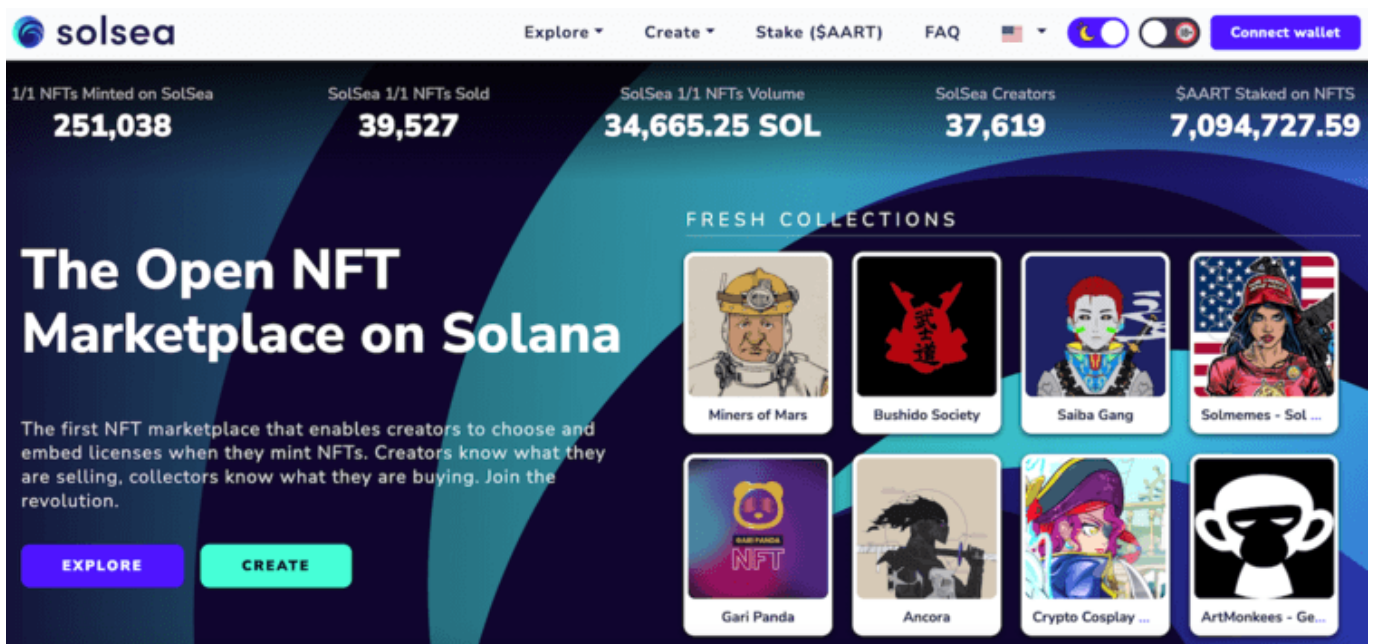 solsea
Explore
Create
Stake ($AART)
FAQ
Connect wallet
1/1 NFTs Minted on SolSea
251,038
SolSea 1/1 NFTs Sold
39,527
SolSea 1/1 NFTs Volume
34,665.25 SOL
SolSea Creators
37,619
$AART Staked on NFTS
7,094,727.59
The Open NFT
Marketplace on Solana
The first NFT marketplace that enables creators to choose and
embed licenses when they mint NFTs. Creators know what they
are selling, collectors know what they are buying. Join the
revolution.
EXPLORE
CREATE
FRESH COLLECTIONS
武士道
Miners of Mars
Bushido Society
Saiba Gang
Solmemes - Sol ...
GARI PANDA
NFT
Gari Panda
Ancora
Crypto Cosplay ...
ArtMonkees - Ge...